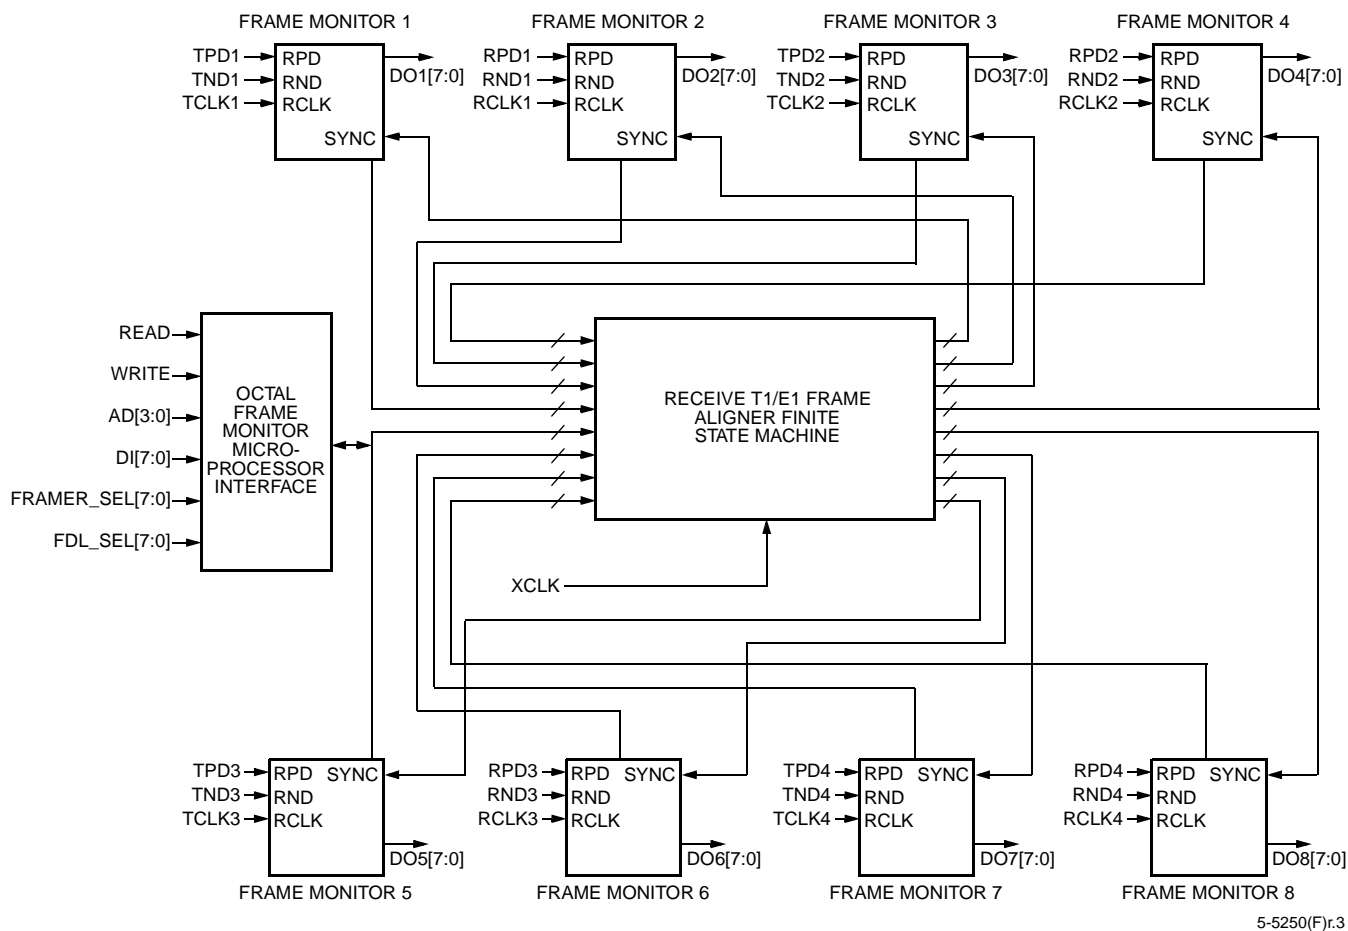 FRAME MONITOR 1
FRAME MONITOR 2
FRAME MONITOR 3
FRAME MONITOR 4
TPD1
TND1
TCLK1
RPD
RND
RCLK
SYNC
DO1[7:0]
RPD1
RND1
RCLK1
RPD
RND
RCLK
SYNC
DO2[7:0]
TPD2
TND2
TCLK2
RPD
RND
RCLK
SYNC
DO3[7:0]
RPD2
RND2
RCLK2
RPD
RND
RCLK
SYNC
DO4[7:0]
READ
WRITE
AD[3:0]
DI[7:0]
FRAMER_SEL[7:0]
FDL_SEL[7:0]
OCTAL
FRAME
MONITOR
MICRO-
PROCESSOR
INTERFACE
RECEIVE T1/E1 FRAME
ALIGNER FINITE
STATE MACHINE
XCLK
TPD3
TND3
TCLK3
RPD SYNC
RND
RCLK
DO5[7:0]
RPD3
RND3
RCLK3
RPD SYNC
RND
RCLK
DO6[7:0]
TPD4
TND4
TCLK4
RPD SYNC
RND
RCLK
DO7[7:0]
RPD4
RND4
RCLK4
RPD SYNC
RND
RCLK
DO8[7:0]
FRAME MONITOR 5
FRAME MONITOR 6
FRAME MONITOR 7
FRAME MONITOR 8
5-5250(F)r.3